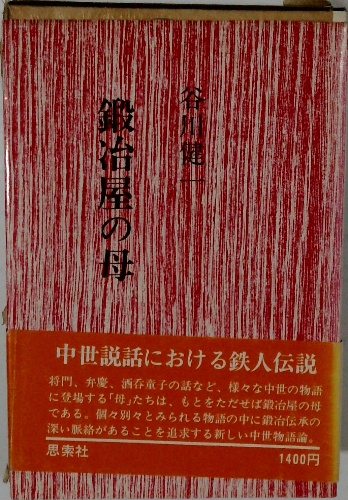 鍛冶屋の母
谷川健一
中世説話における鉄人伝説
将門、弁慶、酒呑童子の話など、様々な中世の物語
に登場する「母」たちは、もとをただせば鍛冶屋の母
である。個々別々とみられる物語の中に鍛冶伝承の
深い脈絡があることを追求する新しい中世物語論。
思索社
1400円